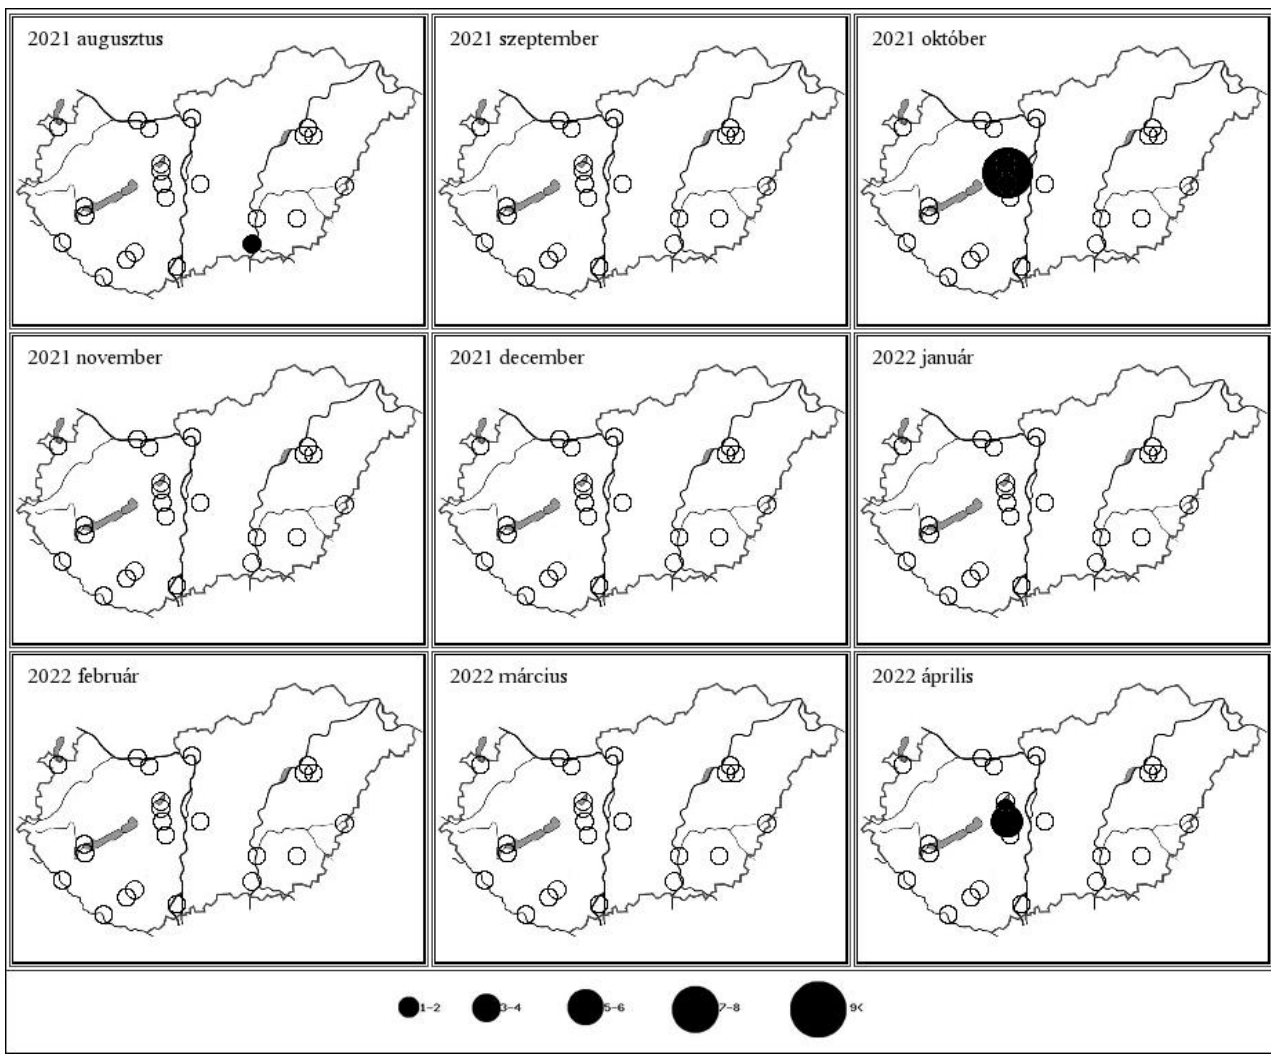 2021 augusztus
2021 szeptember
2021 október
2021 november
2021 december
2022 január
2022 február
2022 március
2022 április
1-2 3-4 5-6 7-8 9<